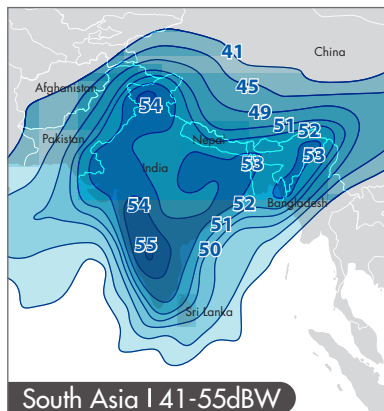 41
China
45
Afghanistan
54
49
51
52
Pakistan
Nepal
53
India
53
54
52
Bangladesh
51
55
50
Sri Lanka
South Asia I 41-55dBW